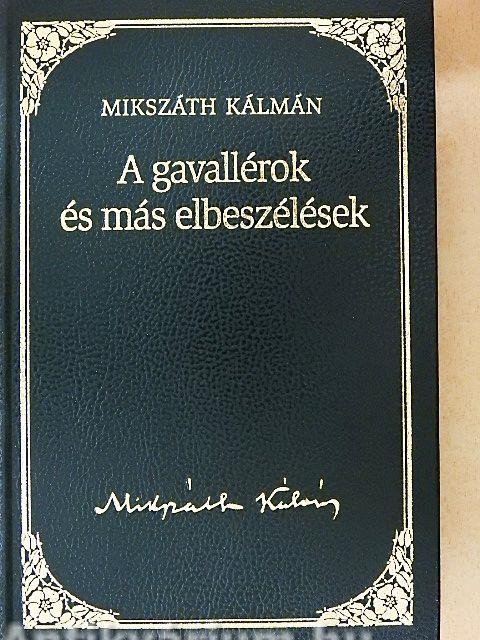 MIKSZÁTH KÁLMÁN
A gavallérok
és más elbeszélések
Mikszáth Kálmán